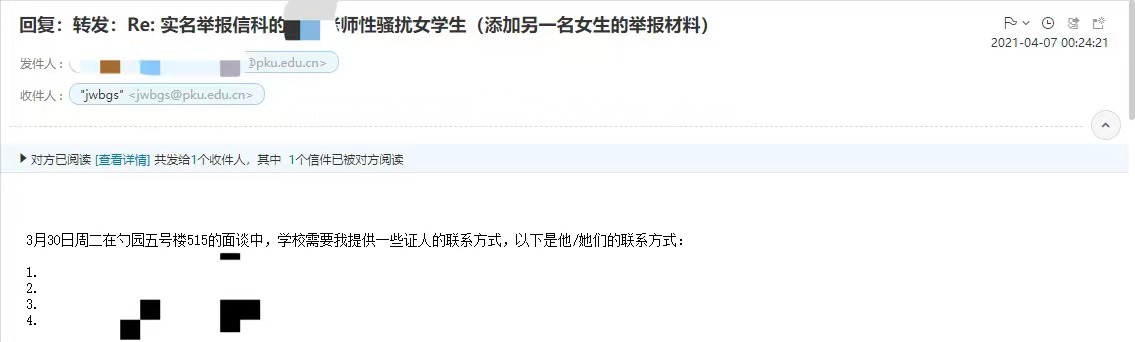 回复：转发：Re: 实名举报信科的 师性骚扰女学生（添加另一名女生的举报材料）
2021-04-07 00:24:21
发件人： @pku.edu.cn>
收件人： "jwbgs" <jwbgs@pku.edu.cn>
对方已阅读 [查看详情] 共发给1个收件人，其中 1个信件已被对方阅读
3月30日周二在勺园五号楼515的面谈中，学校需要我提供一些证人的联系方式，以下是他/她们的联系方式：
1.
2.
3.
4.